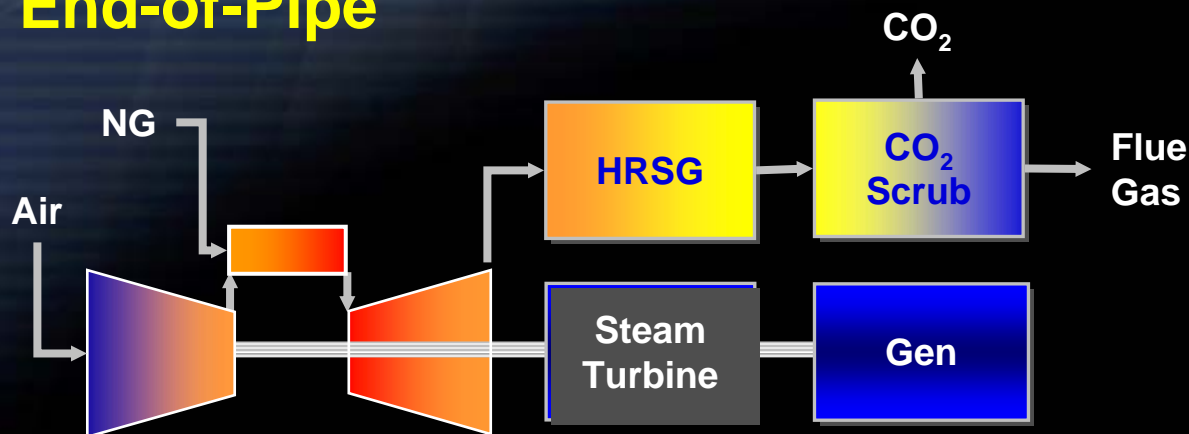 End-of-Pipe
CO₂
NG
HRSG
CO₂
Scrub
Flue
Gas
Air
Steam
Turbine
Gen